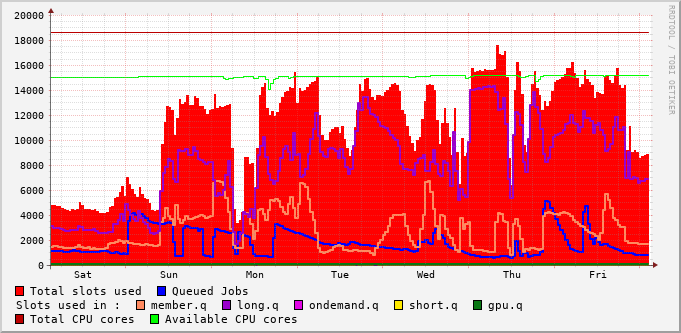 20000
18000
16000
14000
12000
10000
8000
6000
4000
2000
0
Sat Sun Mon Tue Wed Thu Fri
RRDTOOL / TOBI OETIKER
Total slots used Queued Jobs
Slots used in : member.q long.q ondemand.q short.q gpu.q
Total CPU cores Available CPU cores